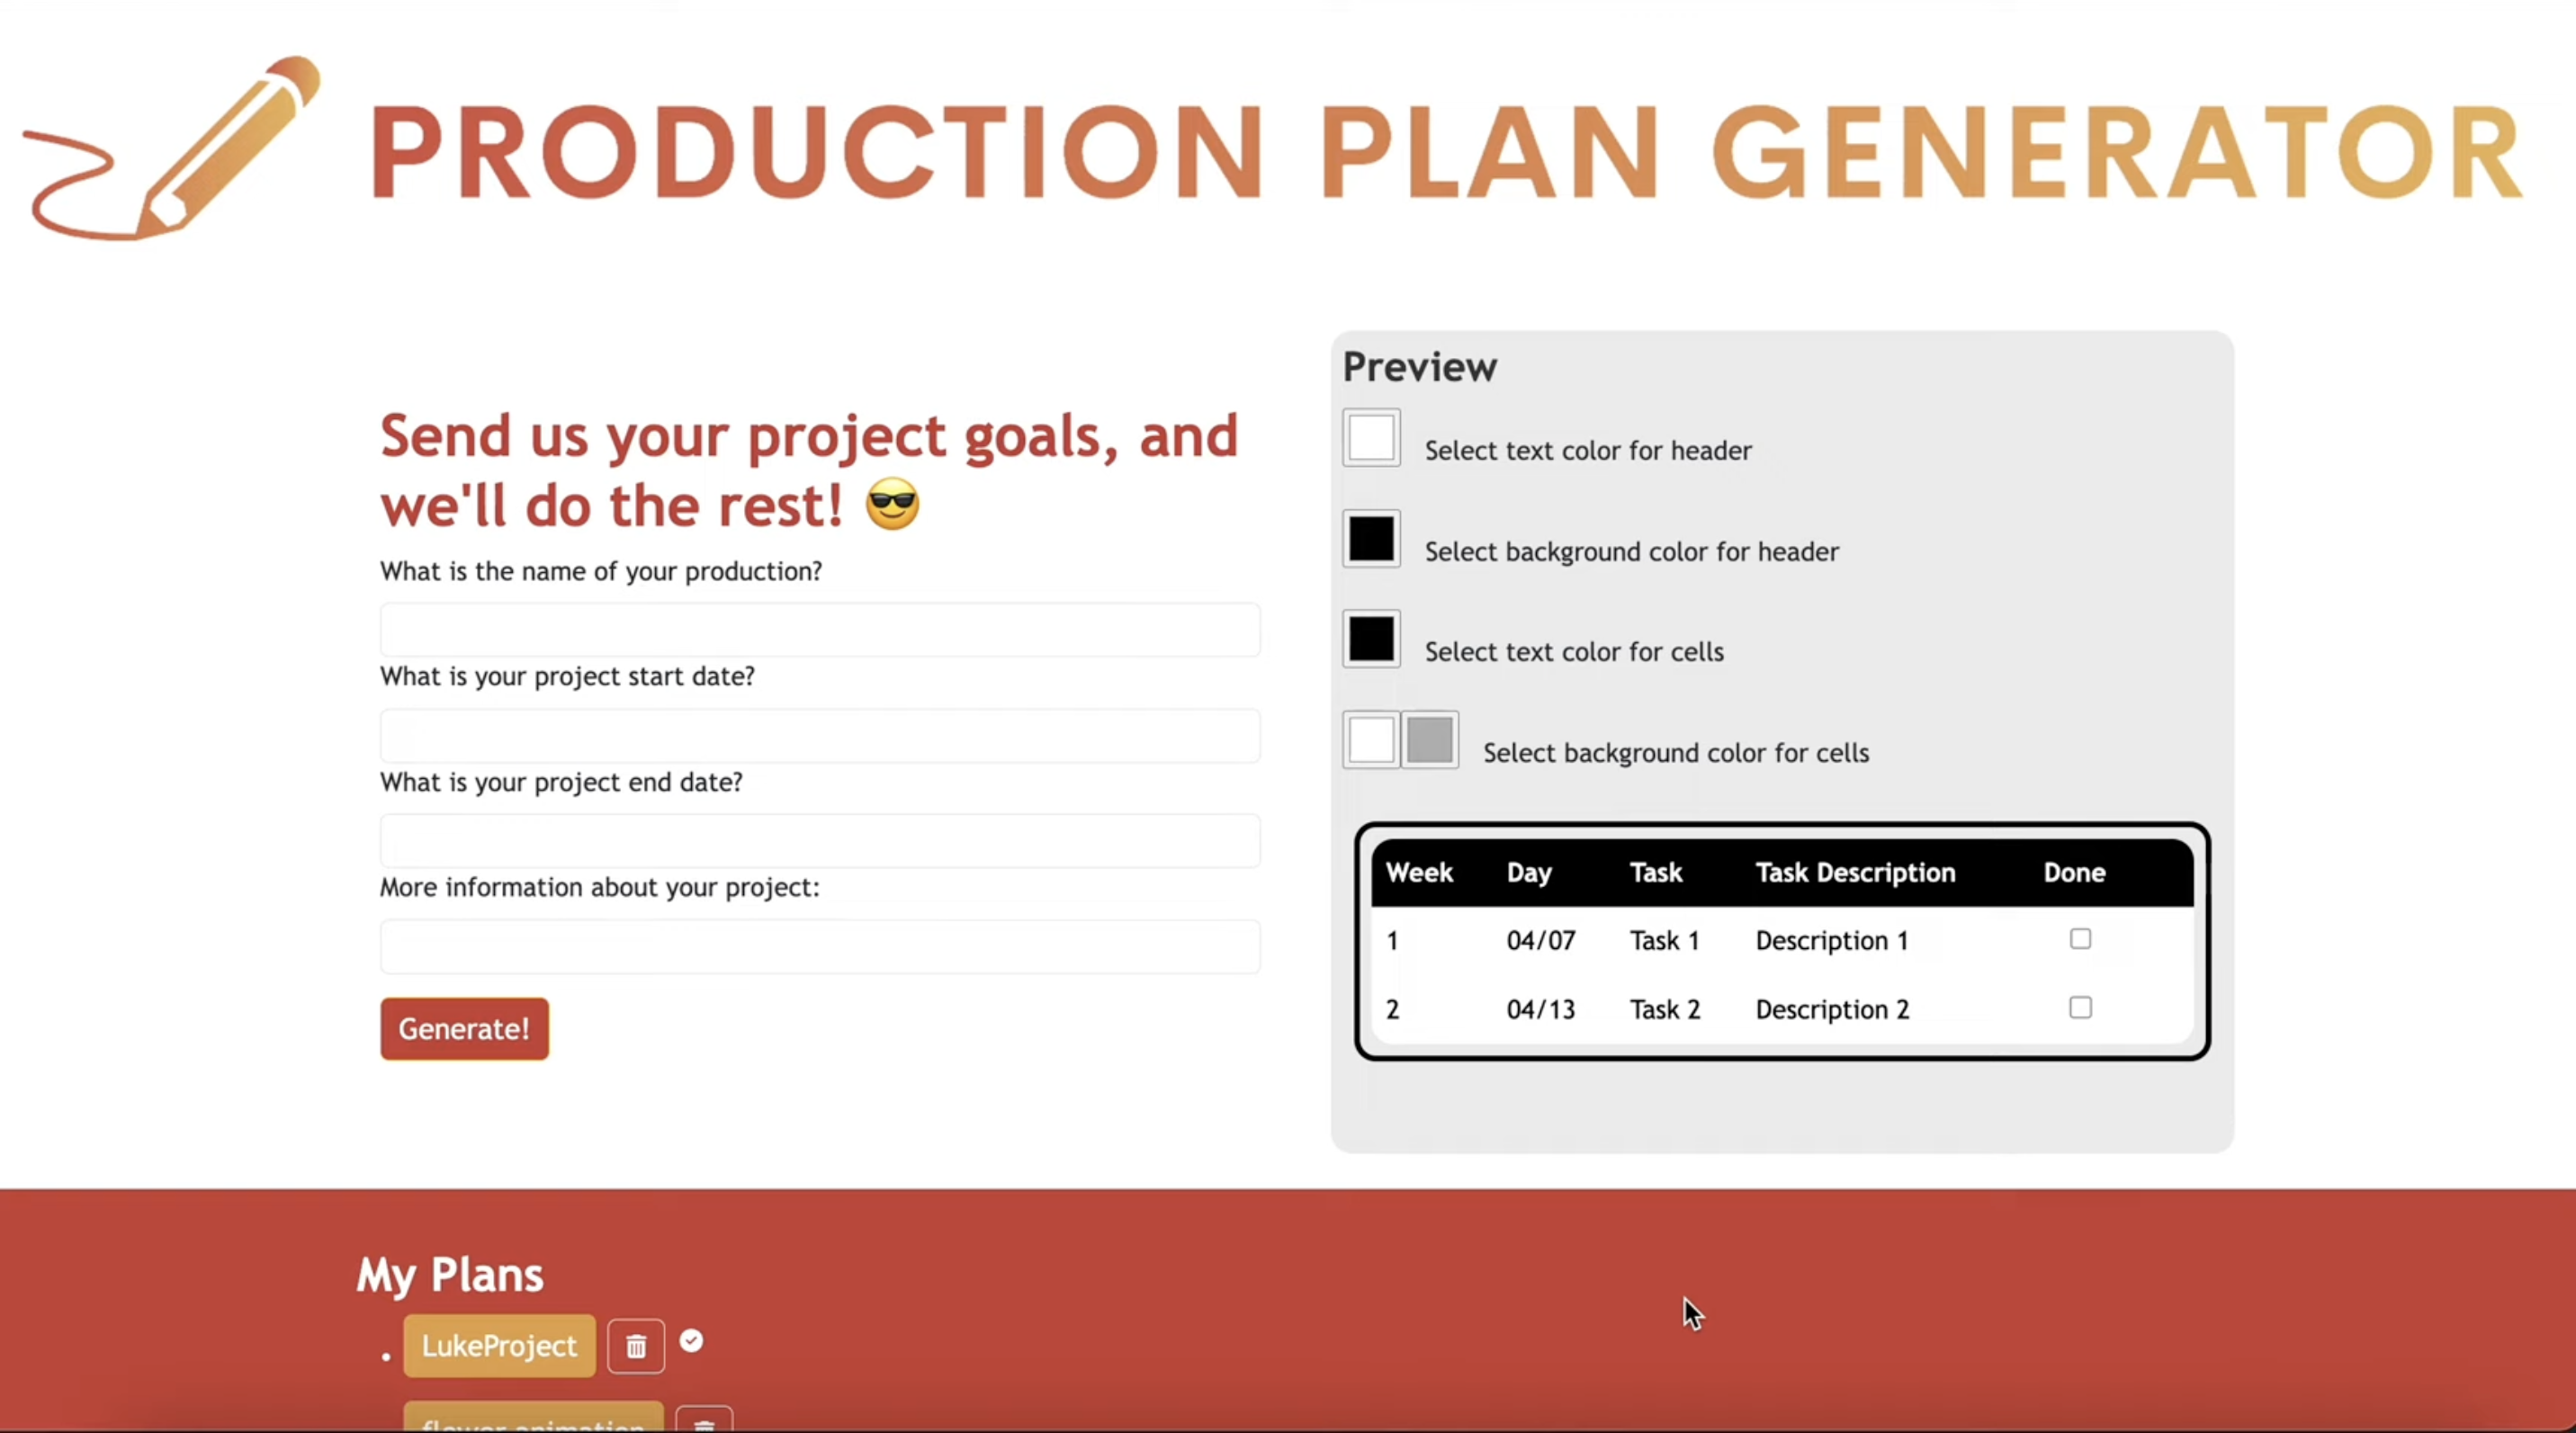 PRODUCTION PLAN GENERATOR
Send us your project goals, and
we'll do the rest! 😎
What is the name of your production?
What is your project start date?
What is your project end date?
More information about your project:
Generate!
Preview
Select text color for header
Select background color for header
Select text color for cells
Select background color for cells
Week Day Task Task Description Done
1 04/07 Task 1 Description 1
2 04/13 Task 2 Description 2
My Plans
LukeProject
flower animation